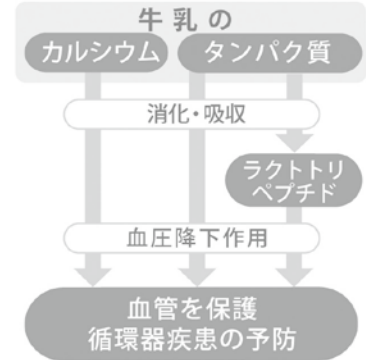 牛乳の
カルシウム タンパク質
消化・吸収
ラクトトリ
ペプチド
血圧降下作用
血管を保護
循環器疾患の予防